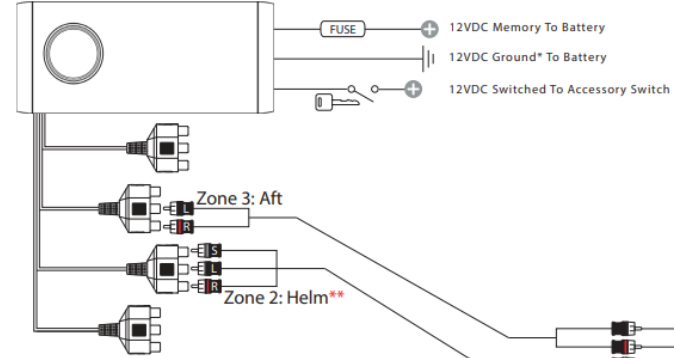 FUSE
12VDC Memory To Battery
12VDC Ground* To Battery
12VDC Switched To Accessory Switch
Zone 3: Aft
L
R
S
L
R
Zone 2: Helm**